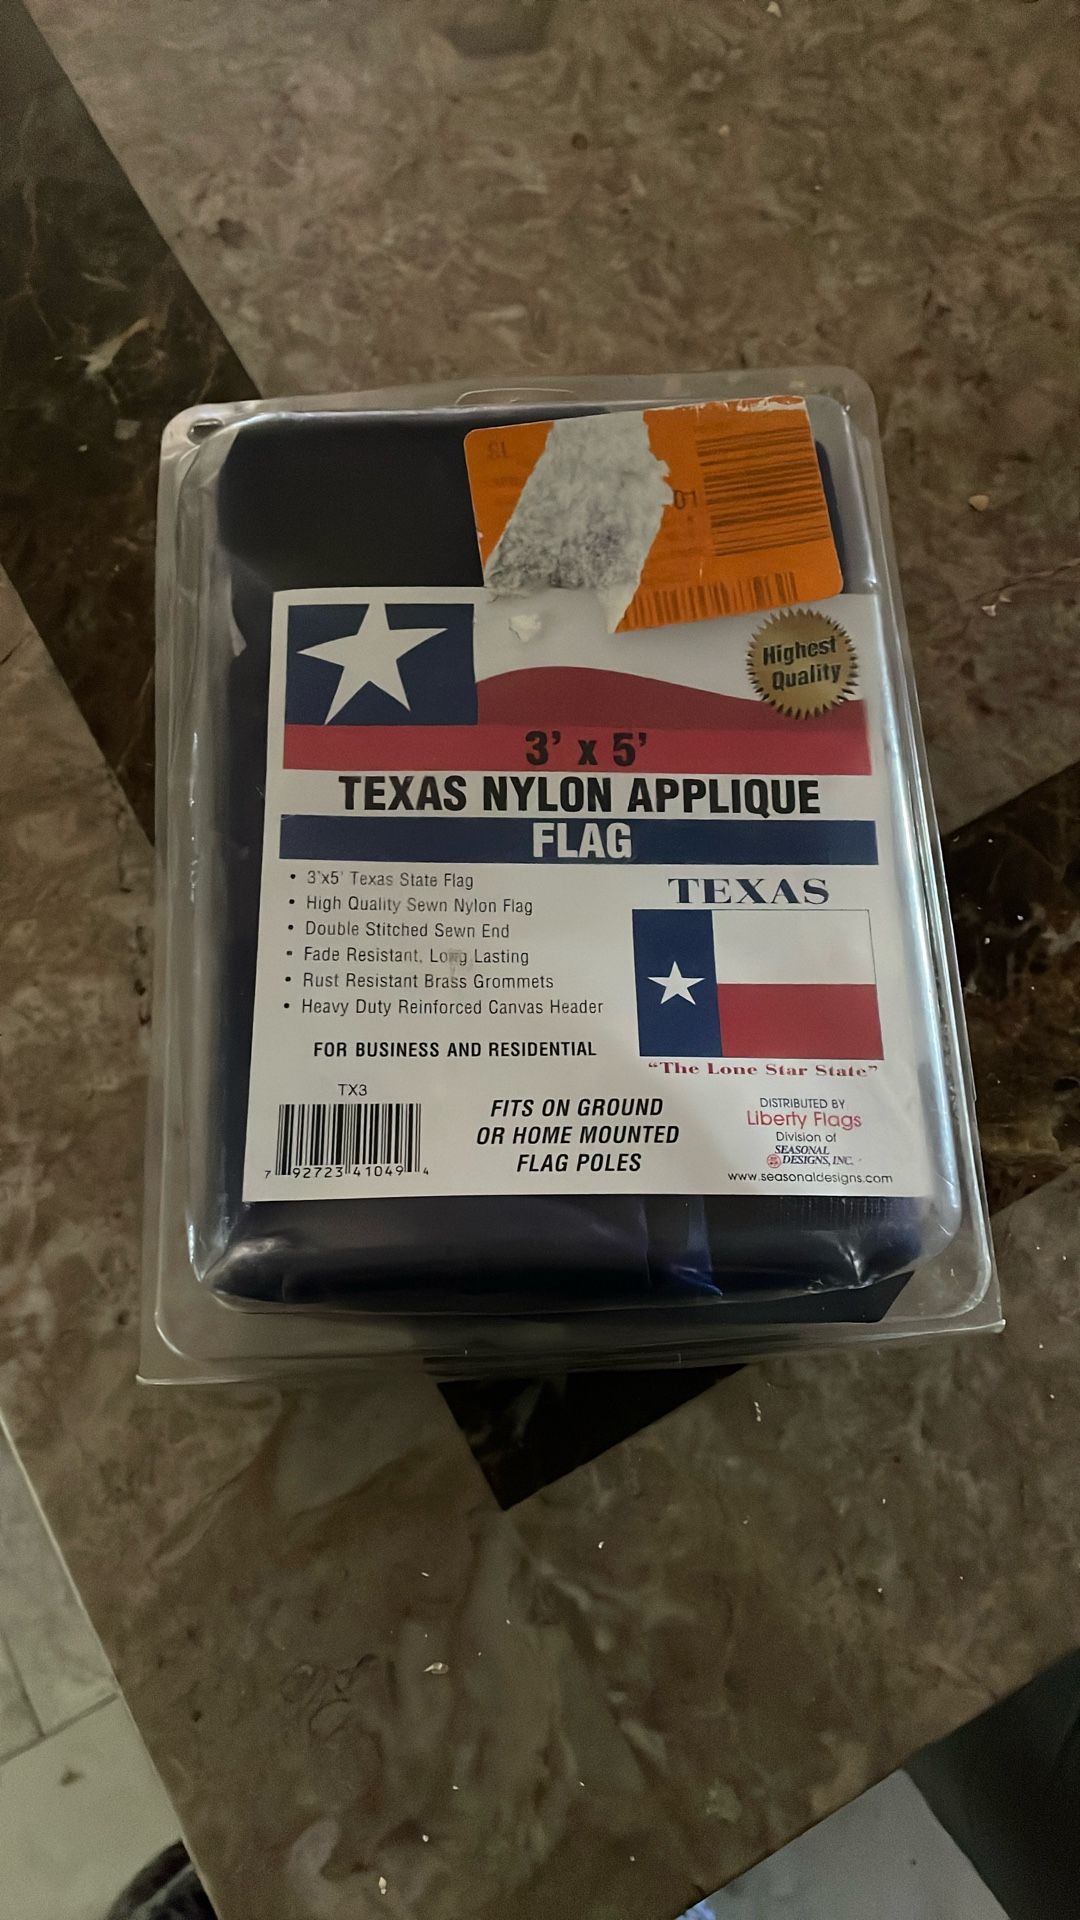 01
Highest
Quality
3' x 5'
TEXAS NYLON APPLIQUE
FLAG
• 3'x5' Texas State Flag
• High Quality Sewn Nylon Flag
• Double Stitched Sewn End
• Fade Resistant, Long Lasting
• Rust Resistant Brass Grommets
• Heavy Duty Reinforced Canvas Header
TEXAS
"The Lone Star State"
FOR BUSINESS AND RESIDENTIAL
TX3
7 92723 41049 4
FITS ON GROUND
OR HOME MOUNTED
FLAG POLES
DISTRIBUTED BY
Liberty Flags
Division of
SEASONAL
DESIGNS, INC.
www.seasonaldesigns.com